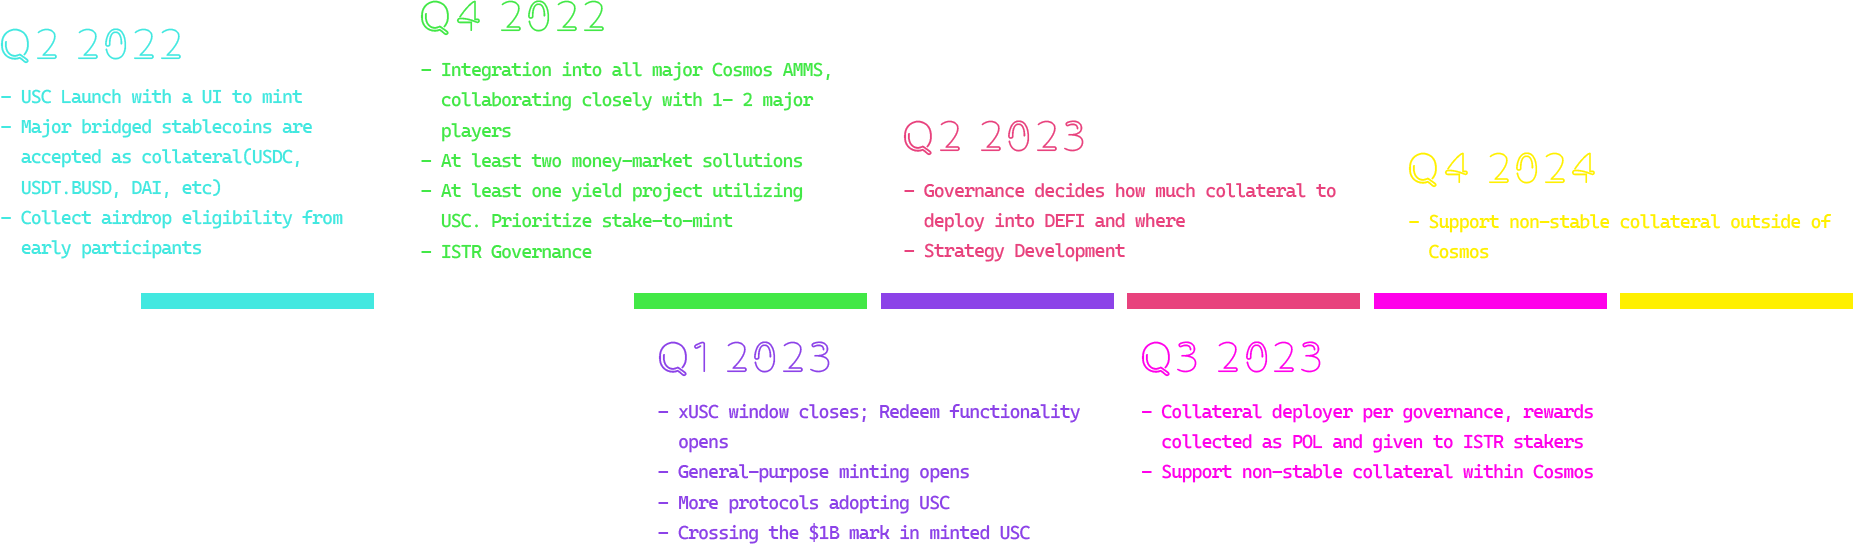 Q2 2022
- USC Launch with a UI to mint
- Major bridged stablecoins are
accepted as collateral(USDC,
USDT.BUSD, DAI, etc)
- Collect airdrop eligibility from
early participants
Q4 2022
- Integration into all major Cosmos AMMS,
collaborating closely with 1- 2 major
players
- At least two money-market sollutions
- At least one yield project utilizing
USC. Prioritize stake-to-mint
- ISTR Governance
Q1 2023
- xUSC window closes; Redeem functionality
opens
- General-purpose minting opens
- More protocols adopting USC
- Crossing the $1B mark in minted USC
Q2 2023
- Governance decides how much collateral to
deploy into DEFI and where
- Strategy Development
Q3 2023
- Collateral deployer per governance, rewards
collected as POL and given to ISTR stakers
- Support non-stable collateral within Cosmos
Q4 2024
- Support non-stable collateral outside of
Cosmos